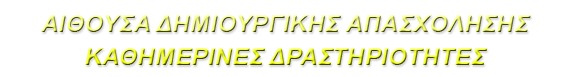 ΑΙΘΟΥΣΑ ΔΗΜΙΟΥΡΓΙΚΗΣ ΑΠΑΣΧΟΛΗΣΗΣ
ΚΑΘΗΜΕΡΙΝΕΣ ΔΡΑΣΤΗΡΙΟΤΗΤΕΣ